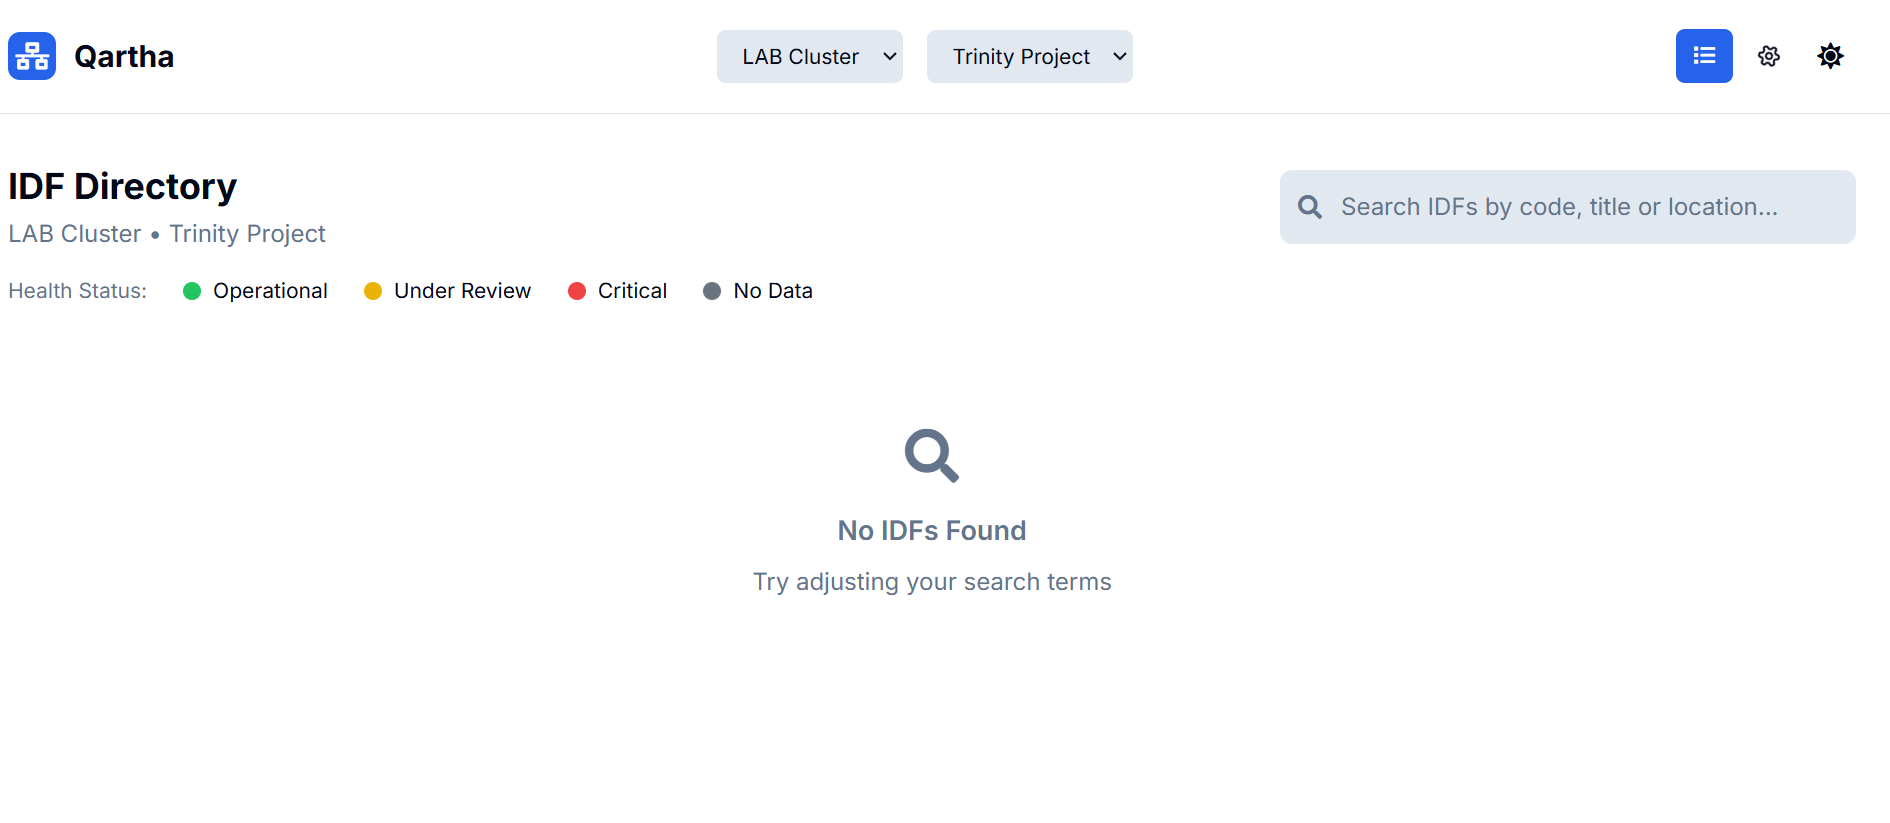 Qartha
LAB Cluster
Trinity Project
IDF Directory
LAB Cluster • Trinity Project
Search IDFs by code, title or location...
Health Status:
Operational
Under Review
Critical
No Data
No IDFs Found
Try adjusting your search terms